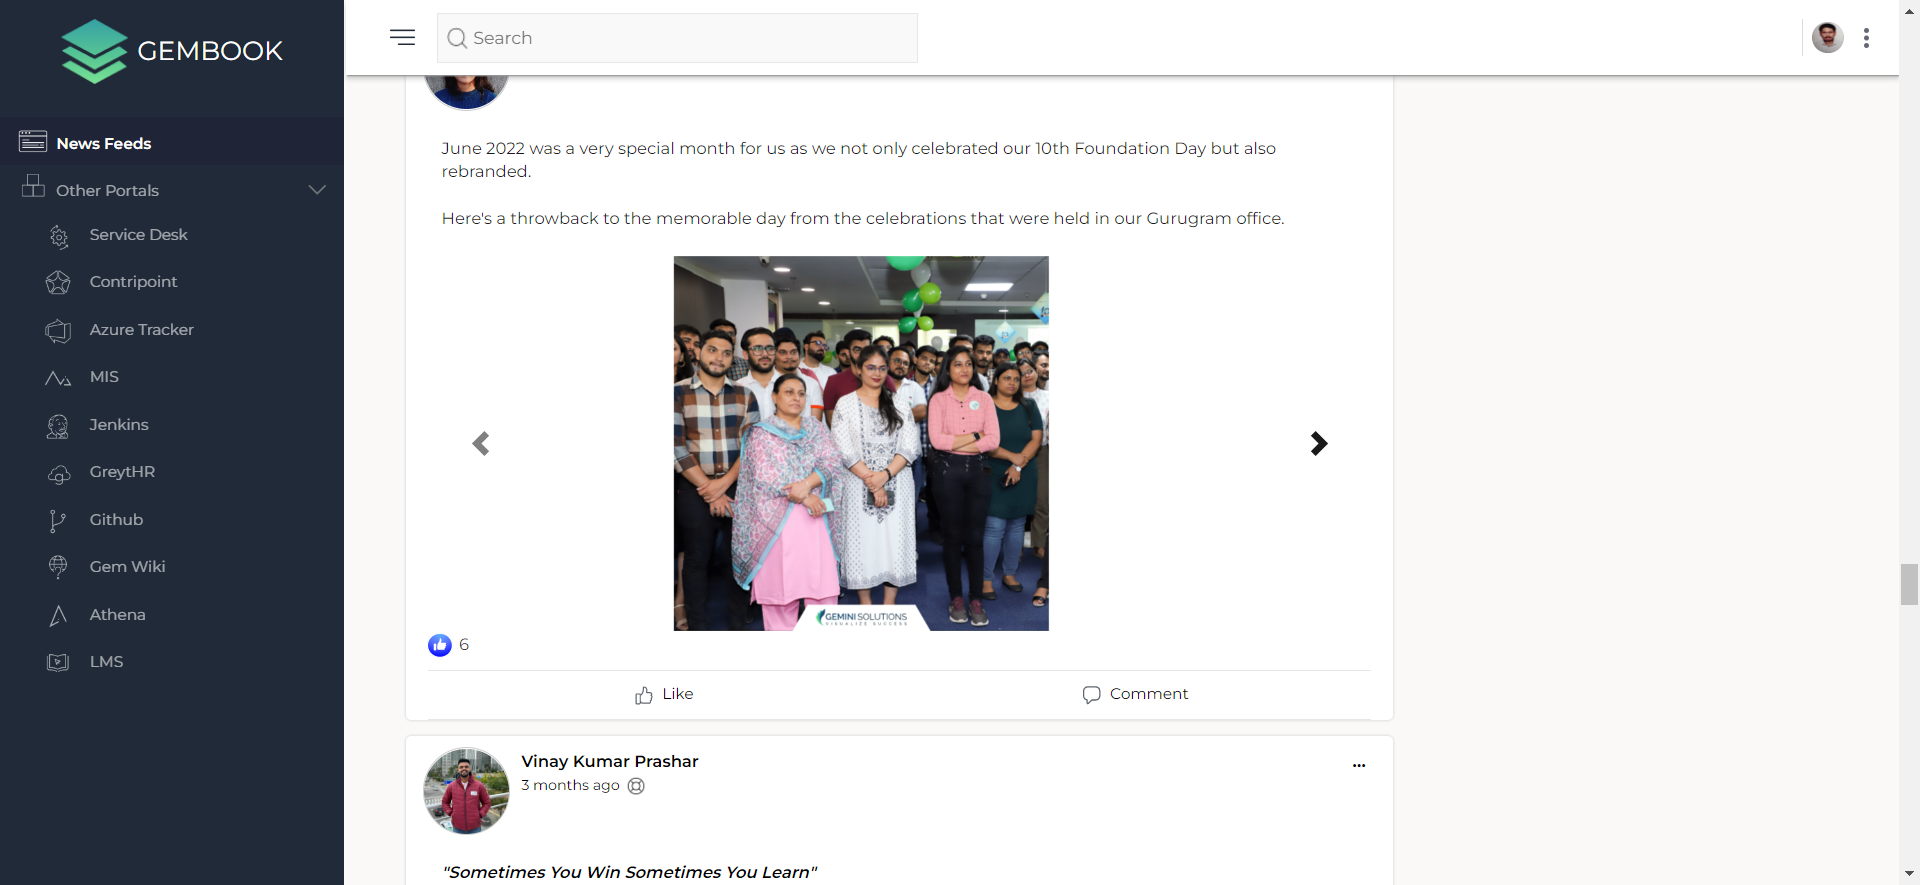 GEMBOOK
Search
News Feeds
Other Portals
Service Desk
Contripoint
Azure Tracker
MIS
Jenkins
GreytHR
Github
Gem Wiki
Athena
LMS
June 2022 was a very special month for us as we not only celebrated our 10th Foundation Day but also
rebranded.
Here's a throwback to the memorable day from the celebrations that were held in our Gurugram office.
GEMINI SOLUTIONS
VISUALIZE SUCCESS
6
Like
Comment
Vinay Kumar Prashar
3 months ago
"Sometimes You Win Sometimes You Learn"